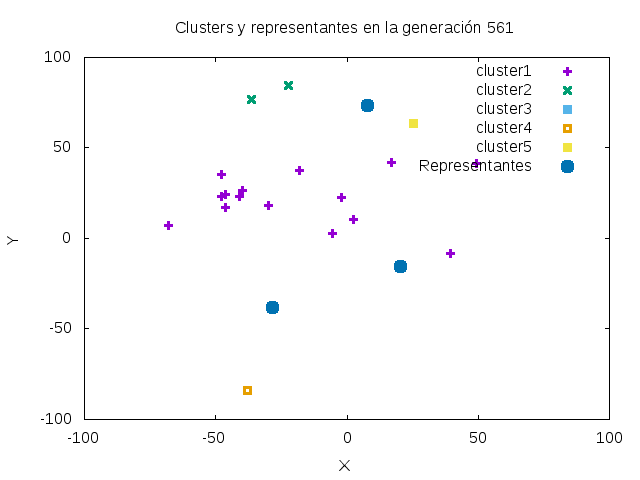 Clusters y representantes en la generación 561
100
50
0
-50
-100
-100
-50
0
50
100
Y
X
cluster1
cluster2
cluster3
cluster4
cluster5
Representantes